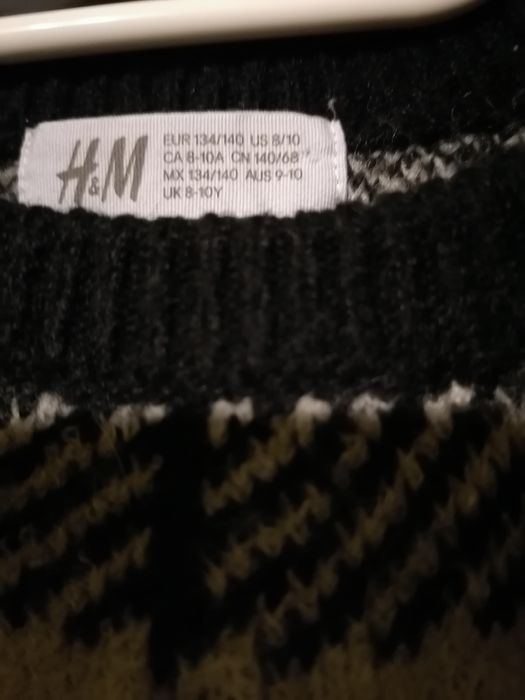 H&M
EUR 134/140 US 8/10
CA 8-10A CN 140/68
MX 134/140 AUS 9-10
UK 8-10Y